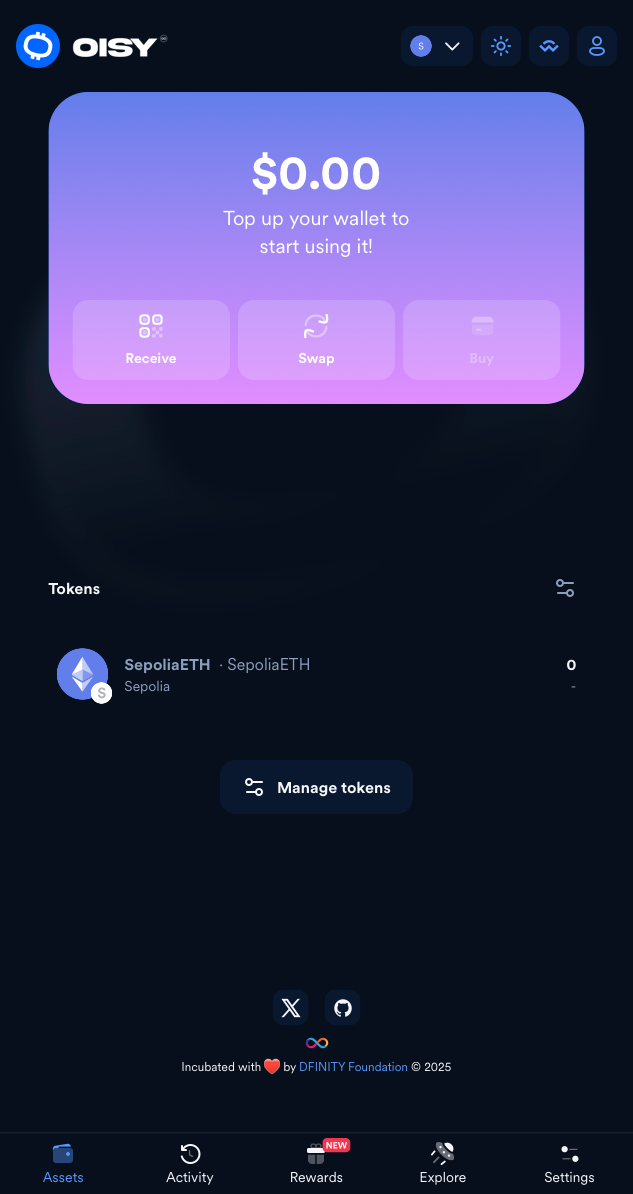 OISY
S
$0.00
Top up your wallet to
start using it!
Receive
Swap
Buy
Tokens
SepoliaETH · SepoliaETH
0
S
Sepolia
-
Manage tokens
Incubated with ❤️ by DFINITY Foundation © 2025
NEW
Assets
Activity
Rewards
Explore
Settings